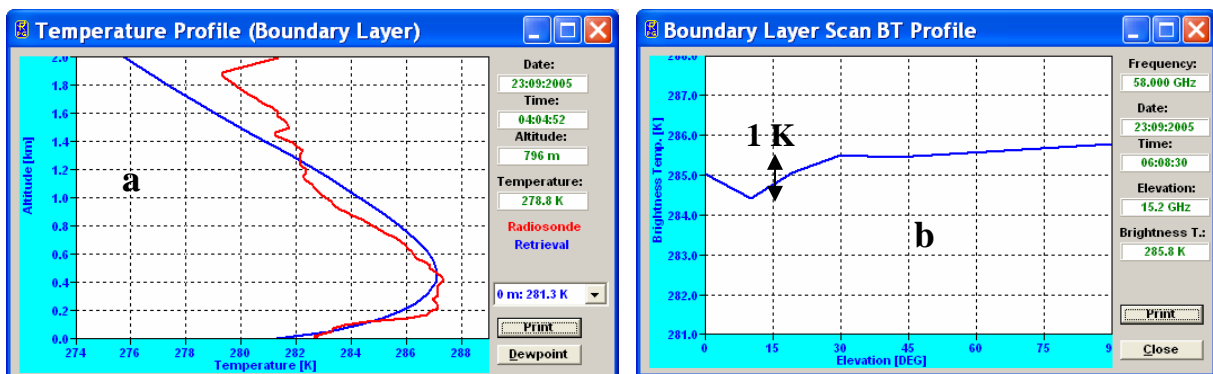 Temperature Profile (Boundary Layer)
2.0
1.8
1.6
1.4
1.2
1.0
0.8
0.6
0.4
0.2
0.0
Altitude [km]
a
274 276 278 280 282 284 286 288
Temperature [K]
Date:
23:09:2005
Time:
04:04:52
Altitude:
796 m
Temperature:
278.8 K
Radiosonde
Retrieval
0 m: 281.3 K
Print
Dewpoint
Boundary Layer Scan BT Profile
288.0
287.0
286.0
285.0
284.0
283.0
282.0
281.0
Brightness Temp. [K]
1 K
b
0 15 30 45 60 75 9
Elevation [DEG]
Frequency:
58.000 GHz
Date:
23:09:2005
Time:
06:08:30
Elevation:
15.2 GHz
Brightness T.:
285.8 K
Print
Close